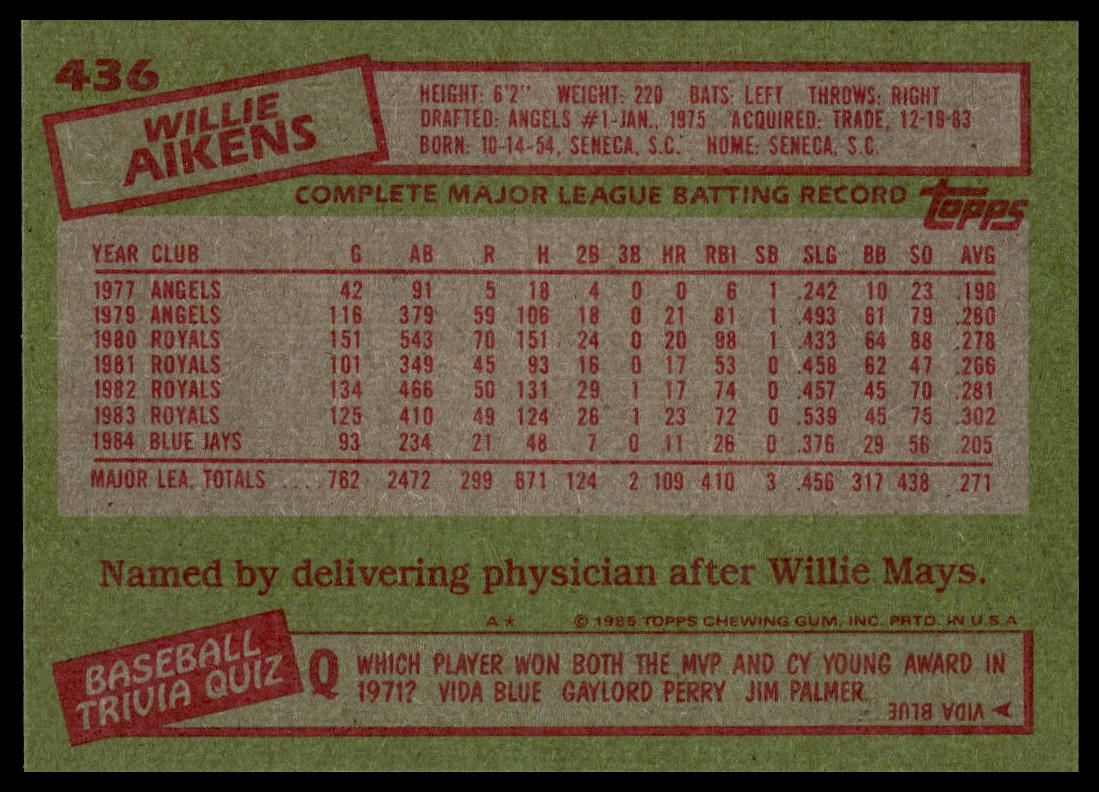 436
WILLIE
AIKENS
HEIGHT: 6'2" WEIGHT: 220 BATS: LEFT THROWS: RIGHT
DRAFTED: ANGELS #1-JAN., 1975 ACQUIRED: TRADE, 12-19-83
BORN: 10-14-54, SENECA, S.C. HOME: SENECA, S.C.
COMPLETE MAJOR LEAGUE BATTING RECORD topps
YEAR CLUB G AB R H 2B 3B HR RBI SB SLG BB SO AVG
1977 ANGELS 42 91 5 18 4 0 0 6 1 .242 10 23 .198
1979 ANGELS 116 379 59 106 18 0 21 81 1 .493 61 79 .280
1980 ROYALS 151 543 70 151 24 0 20 98 1 .433 64 88 .278
1981 ROYALS 101 349 45 93 16 0 17 53 0 .458 62 47 .266
1982 ROYALS 134 466 50 131 29 1 17 74 0 .457 45 70 .281
1983 ROYALS 125 410 49 124 26 1 23 72 0 .539 45 75 .302
1984 BLUE JAYS 93 234 21 48 7 0 11 26 0 .376 29 56 .205
MAJOR LEA. TOTALS ... 762 2472 299 671 124 2 109 410 3 .456 317 438 .271
Named by delivering physician after Willie Mays.
A* © 1985 TOPPS CHEWING GUM, INC. PRTD. IN U.S.A
BASEBALL
TRIVIA QUIZ
Q WHICH PLAYER WON BOTH THE MVP AND CY YOUNG AWARD IN
1971? VIDA BLUE GAYLORD PERRY JIM PALMER
A VIDA BLUE